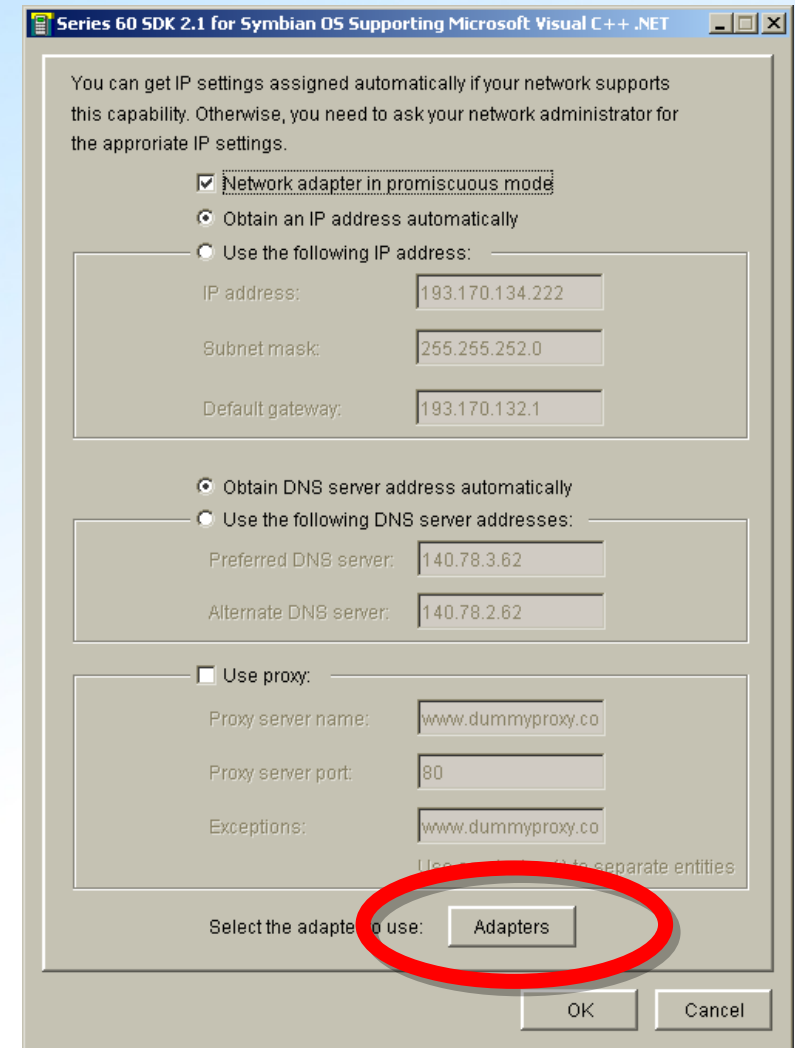 Series 60 SDK 2.1 for Symbian OS Supporting Microsoft Visual C++ .NET
You can get IP settings assigned automatically if your network supports
this capability. Otherwise, you need to ask your network administrator for
the approriate IP settings.
Network adapter in promiscuous mode
Obtain an IP address automatically
Use the following IP address:
IP address: 193.170.134.222
Subnet mask: 255.255.252.0
Default gateway: 193.170.132.1
Obtain DNS server address automatically
Use the following DNS server addresses:
Preferred DNS server: 140.78.3.62
Alternate DNS server: 140.78.2.62
Use proxy:
Proxy server name: www.dummyproxy.co
Proxy server port: 80
Exceptions: www.dummyproxy.co
to separate entities
Select the adapter to use: Adapters
OK Cancel